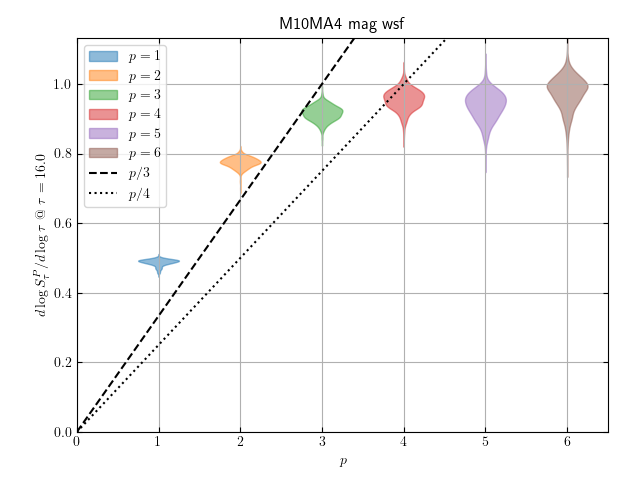 M10MA4 mag wsf
p = 1
p = 2
p = 3
p = 4
p = 5
p = 6
p/3
p/4
d log S_τ^P / d log τ @ τ = 16.0
1.0
0.8
0.6
0.4
0.2
0.0
0 1 2 3 4 5 6
p